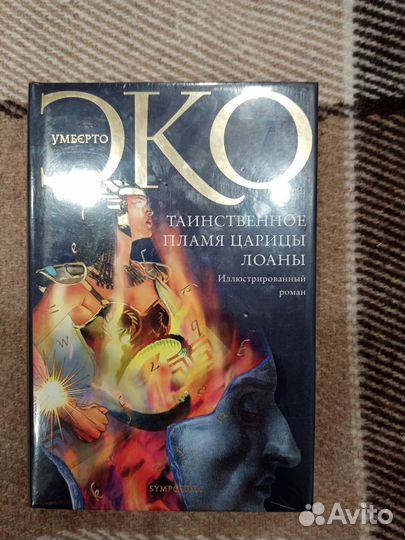 УМБЕРТО
ЭКО
ТАИНСТВЕННОЕ
ПЛАМЯ ЦАРИЦЫ
ЛОАНЫ
Иллюстрированный
роман
SYMPOSIUM
Avito